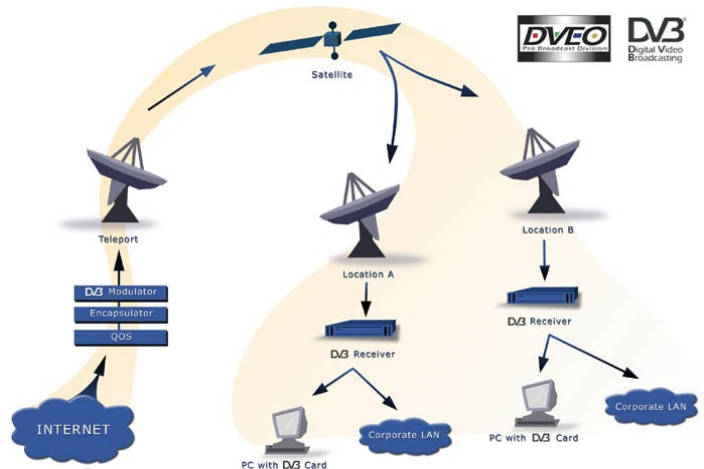 DVEO
Pro Broadcast Division
DVB
Digital Video
Broadcasting
Satellite
Teleport
Location A
Location B
DVB Modulator
Encapsulator
QOS
INTERNET
DVB Receiver
DVB Receiver
PC with DVB Card
Corporate LAN
PC with DVB Card
Corporate LAN